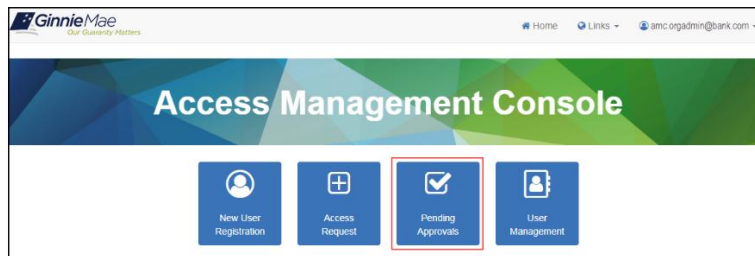 GinnieMae
Our Guaranty Matters
Home Links amc.orgadmin@bank.com
Access Management Console
New User
Registration
Access
Request
Pending
Approvals
User
Management